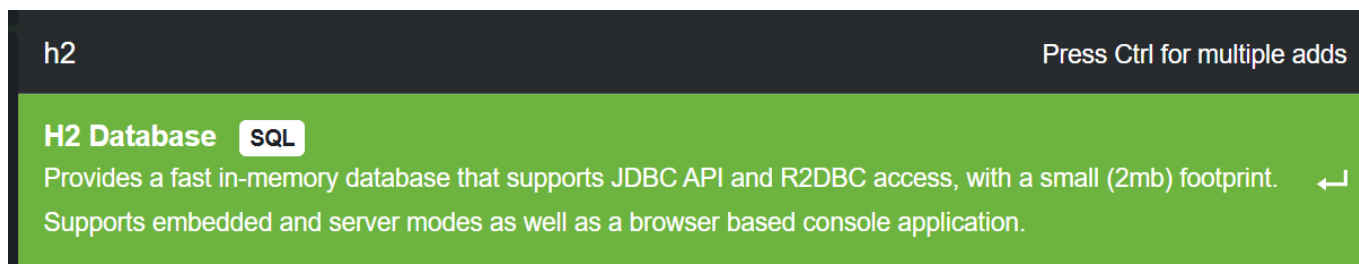 h2 Press Ctrl for multiple adds
H2 Database SQL
Provides a fast in-memory database that supports JDBC API and R2DBC access, with a small (2mb) footprint.
Supports embedded and server modes as well as a browser based console application.